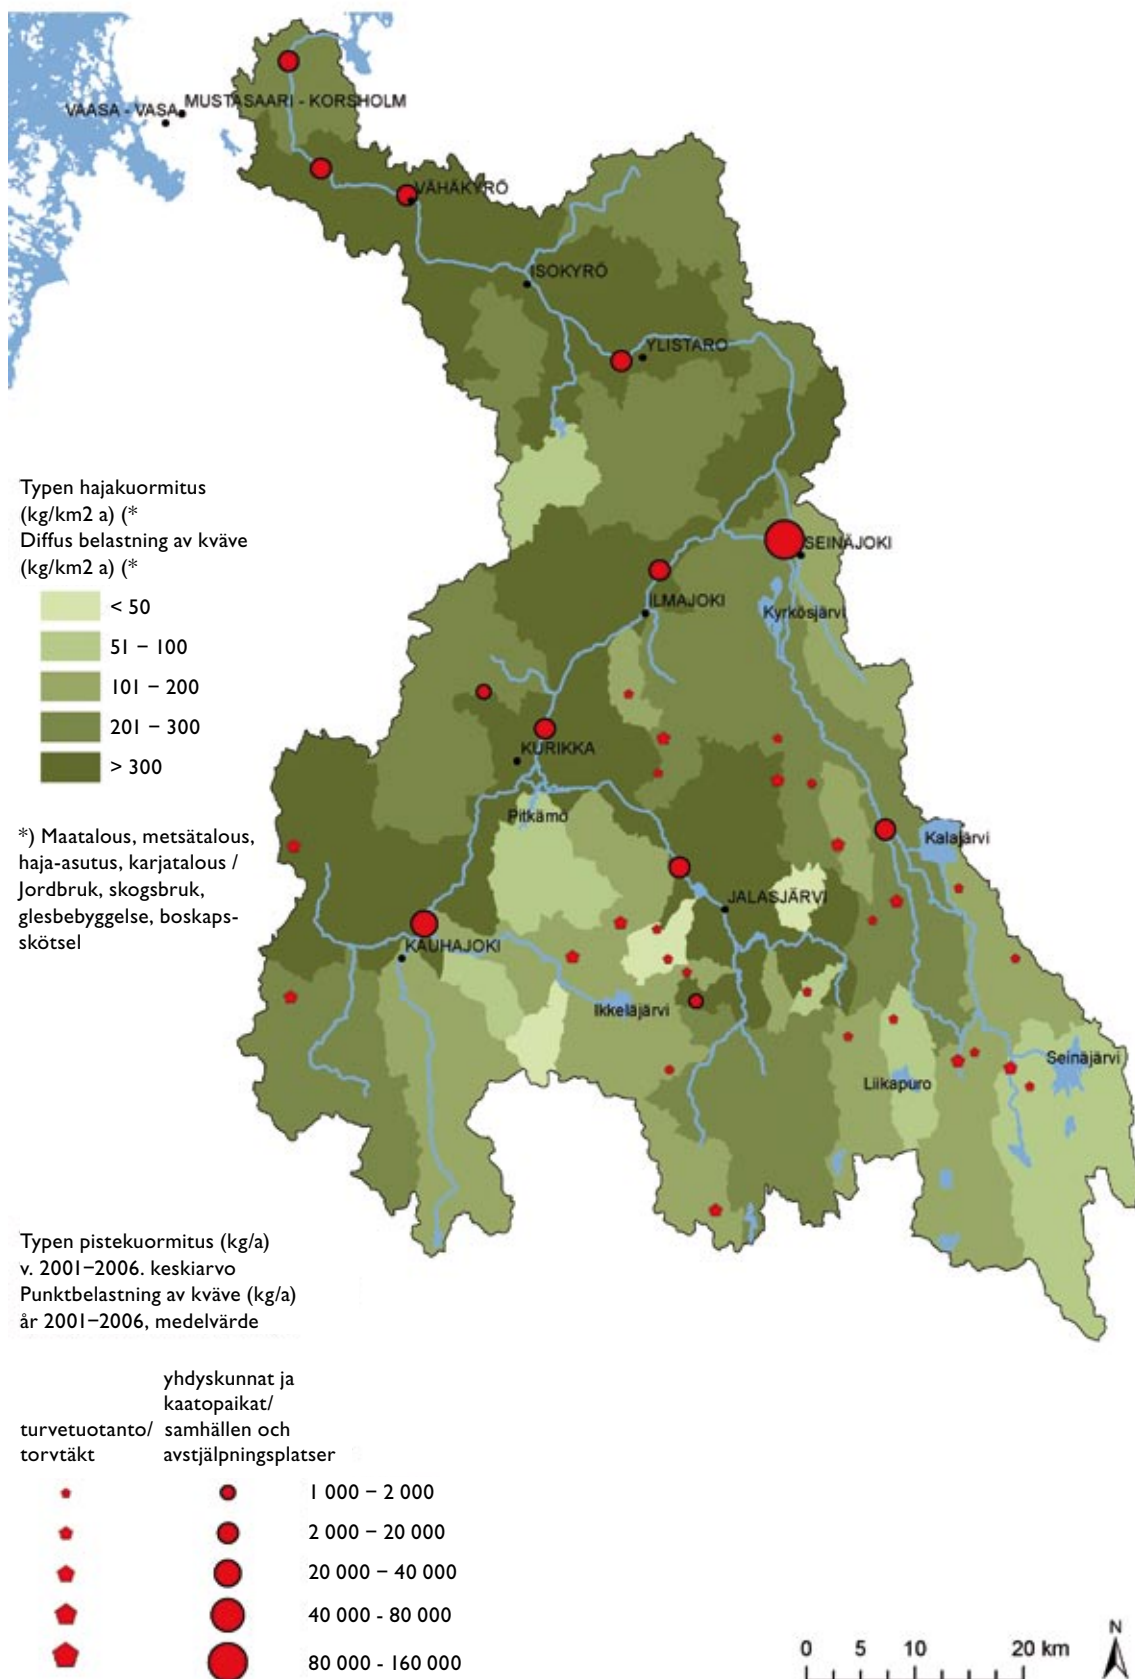 MUSTASAARI - KORSHOLM
VAASA - VASA
VÄHÄKYRÖ
ISOKYRÖ
YLISTARO
SEINÄJOKI
ILMAJOKI
Kyrkösjärvi
KURIKKA
Pitkämö
Kalajärvi
JALASJÄRVI
KAUHAJOKI
Ikkeläjärvi
Seinäjärvi
Liikapuro
Typen hajakuormitus
(kg/km2 a) (*
Diffus belastning av kväve
(kg/km2 a) (*
< 50
51 – 100
101 – 200
201 – 300
> 300
*) Maatalous, metsätalous,
haja-asutus, karjatalous /
Jordbruk, skogsbruk,
glesbebyggelse, boskaps-
skötsel
Typen pistekuormitus (kg/a)
v. 2001–2006. keskiarvo
Punktbelastning av kväve (kg/a)
år 2001–2006, medelvärde
turvetuotanto/
torvtäkt
yhdyskunnat ja
kaatopaikat/
samhällen och
avstjälpningsplatser
1 000 – 2 000
2 000 – 20 000
20 000 – 40 000
40 000 - 80 000
80 000 - 160 000
0 5 10 20 km
N